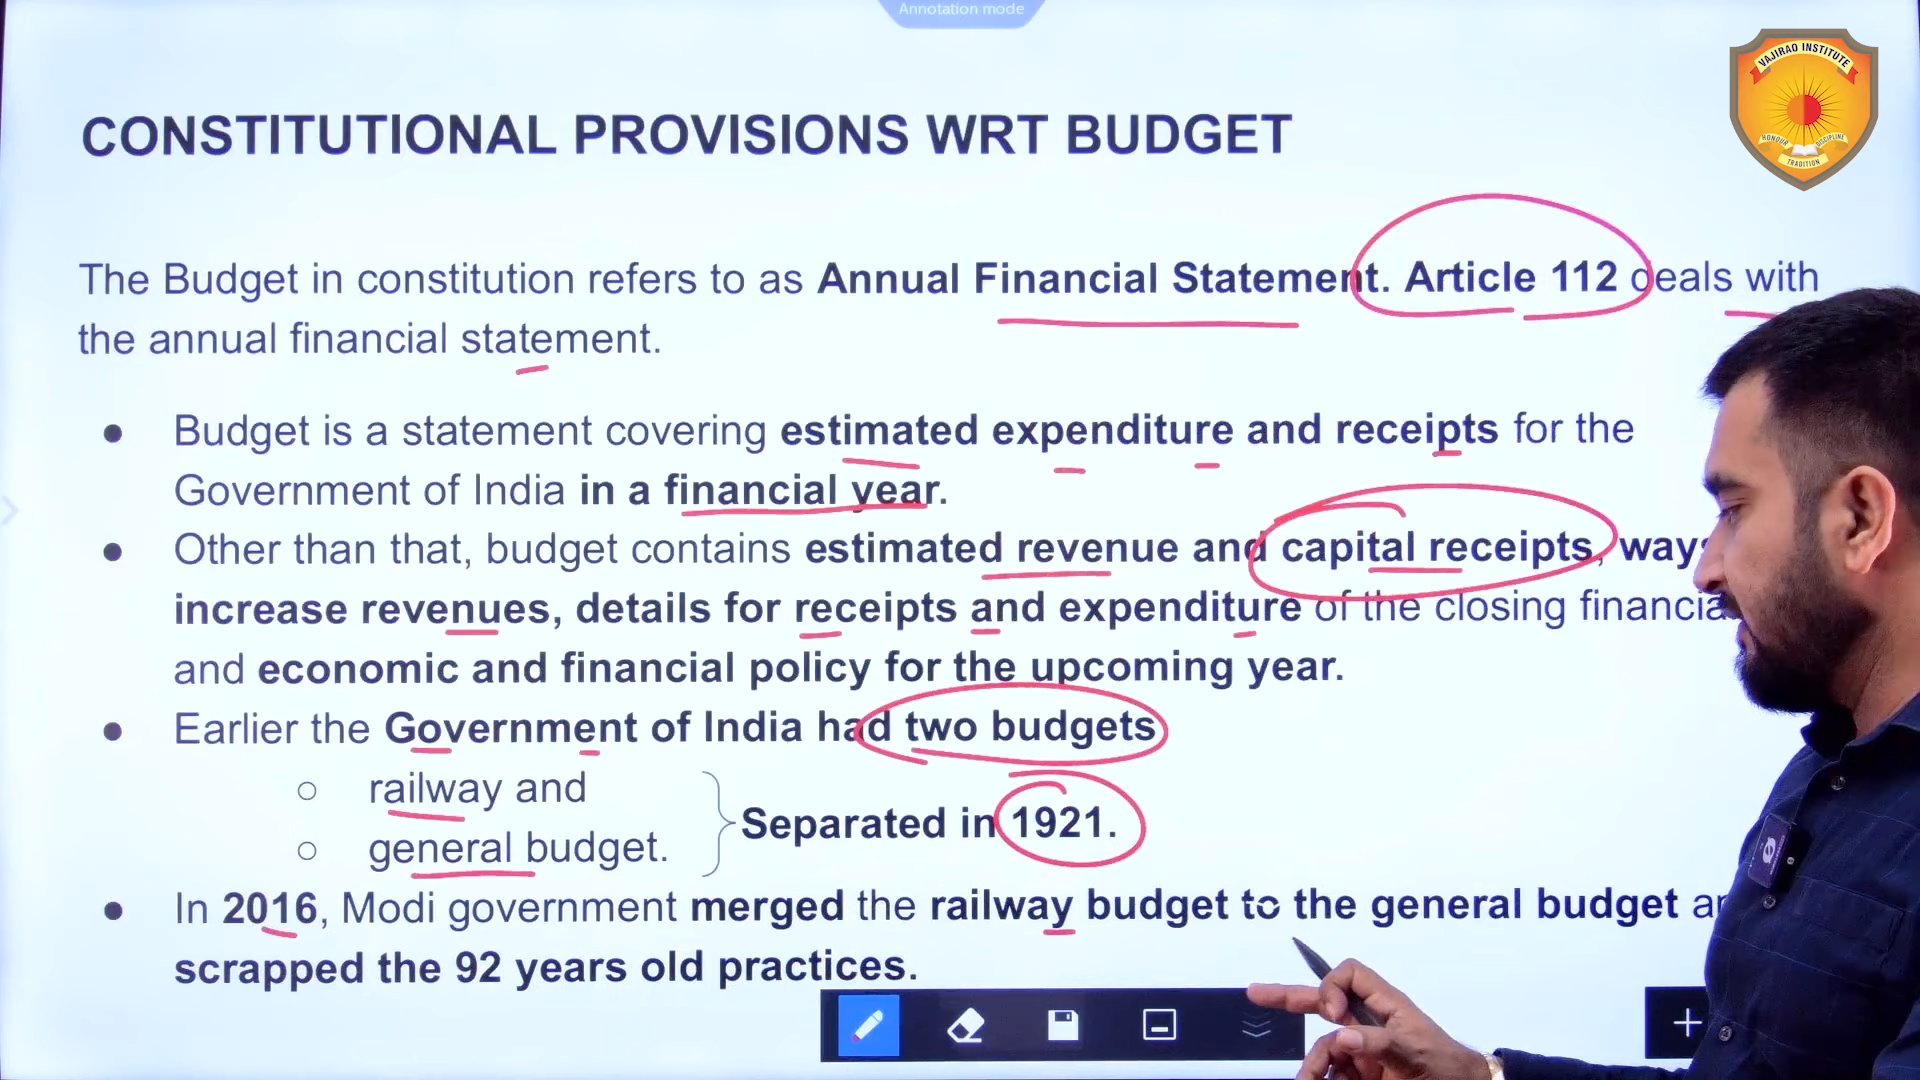 Annotation mode
VAJIRAO INSTITUTE
HONOUR DISCIPLINE
TRADITION
CONSTITUTIONAL PROVISIONS WRT BUDGET
The Budget in constitution refers to as Annual Financial Statement. Article 112 deals with
the annual financial statement.
● Budget is a statement covering estimated expenditure and receipts for the
Government of India in a financial year.
● Other than that, budget contains estimated revenue and capital receipts,
increase revenues, details for receipts and expenditure of the closing
and economic and financial policy for the upcoming year.
● Earlier the Government of India had two budgets
○ railway and
○ general budget.
Separated in 1921.
● In 2016, Modi government merged the railway budget to the general budget
scrapped the 92 years old practices.